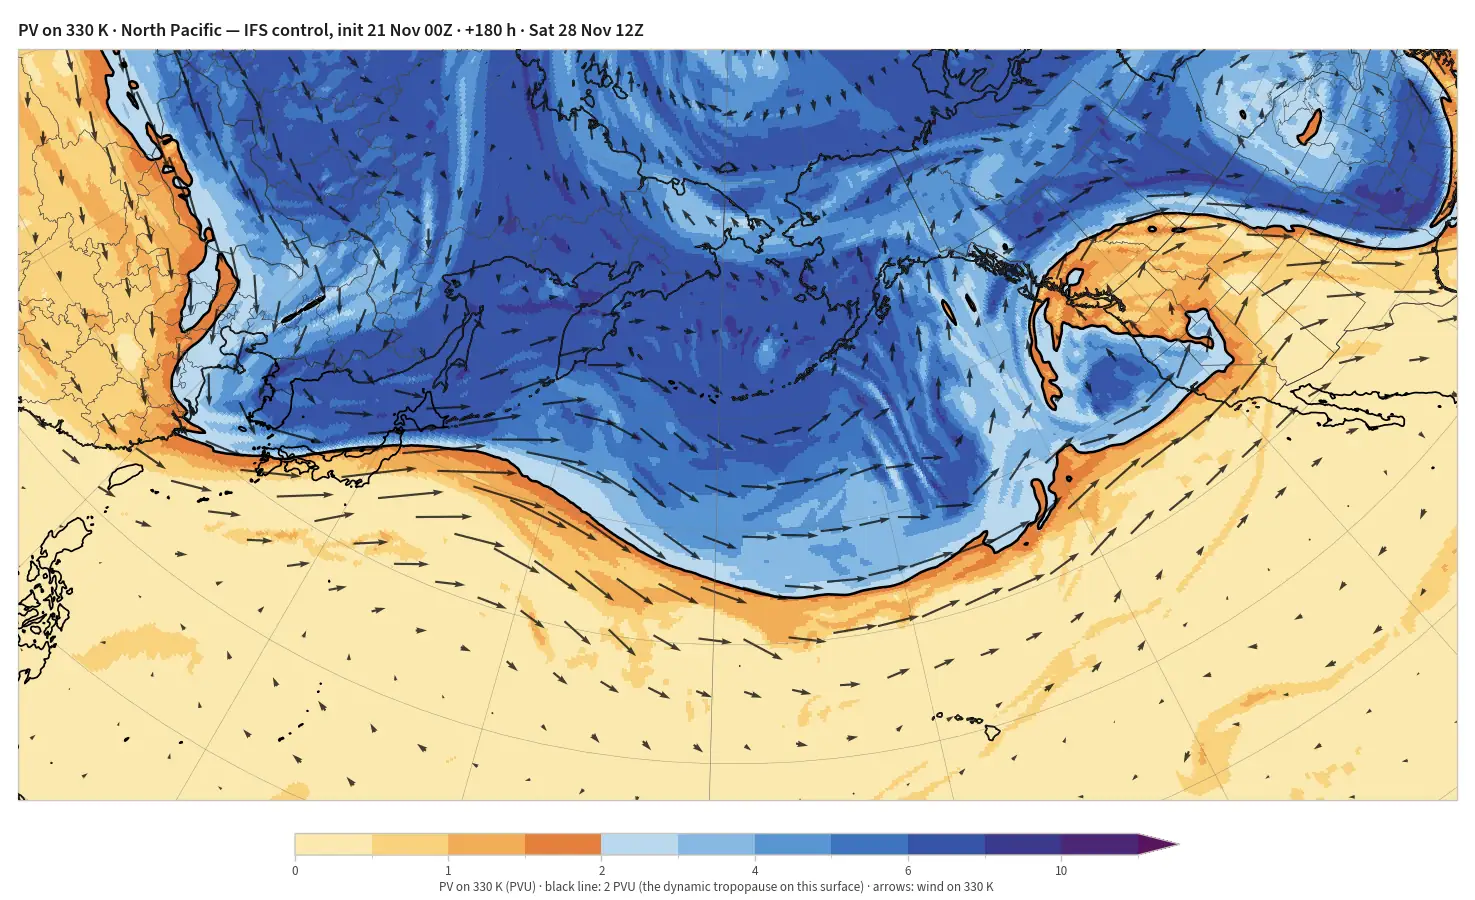 PV on 330 K · North Pacific — IFS control, init 21 Nov 00Z · +180 h · Sat 28 Nov 12Z
0 1 2 4 6 10
PV on 330 K (PVU) · black line: 2 PVU (the dynamic tropopause on this surface) · arrows: wind on 330 K